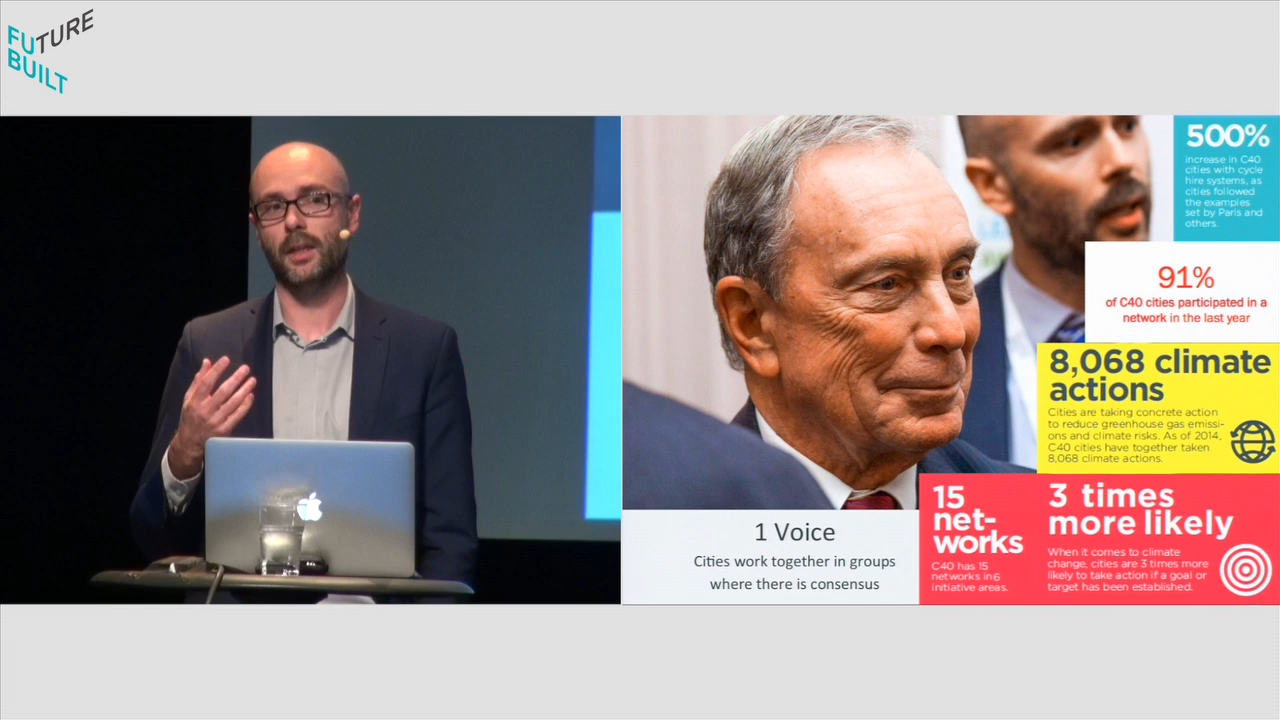 FUTURE
BUILT
500%
increase in C40
cities with cycle
hire systems, as
cities followed
the examples
set by Paris and
others.
91%
of C40 cities participated in a
network in the last year
8,068 climate
actions
Cities are taking concrete action
to reduce greenhouse gas emissi-
ons and climate risks. As of 2014,
C40 cities have together taken
8,068 climate actions.
1 Voice
Cities work together in groups
where there is consensus
15
net-
works
C40 has 15
networks in6
initiative areas.
3 times
more likely
When it comes to climate
change, cities are 3 times more
likely to take action if a goal or
target has been established.